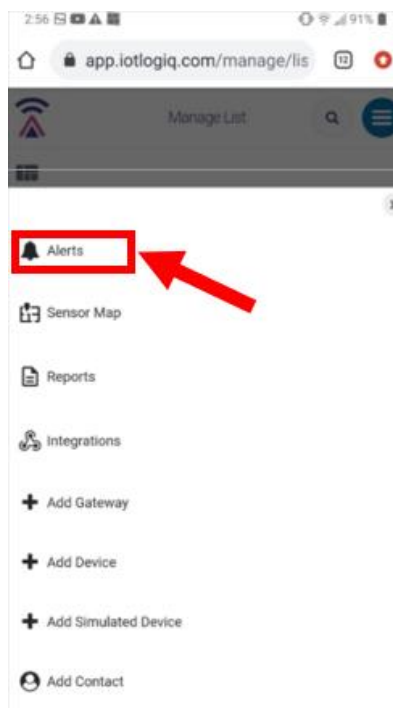 2:56
91%
app.iotlogiq.com/manage/lis
12
Manage List
Alerts
Sensor Map
Reports
Integrations
Add Gateway
Add Device
Add Simulated Device
Add Contact